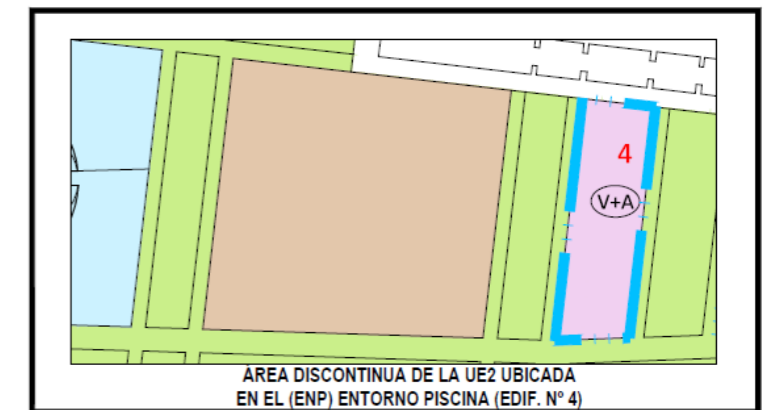 4
V+A
ÁREA DISCONTINUA DE LA UE2 UBICADA
EN EL (ENP) ENTORNO PISCINA (EDIF. Nº 4)